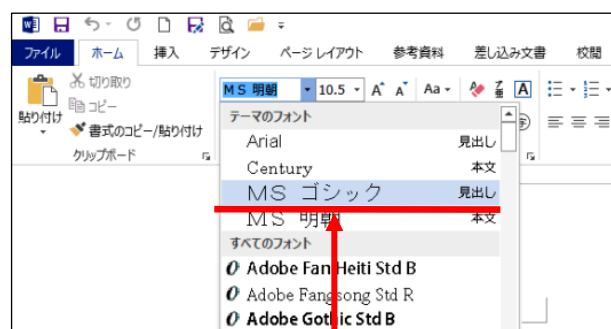 ファイル ホーム 挿入 デザイン ページ レイアウト 参考資料 差し込み文書 校閲
切り取り
コピー
貼り付け
書式のコピー/貼り付け
クリップボード
MS 明朝 10.5 A A Aa A
テーマのフォント
Arial 見出し
Century 本文
MS ゴシック 見出し
MS 明朝 本文
すべてのフォント
Adobe Fan Heiti Std B
Adobe Fangsong Std R
Adobe Gothic Std B